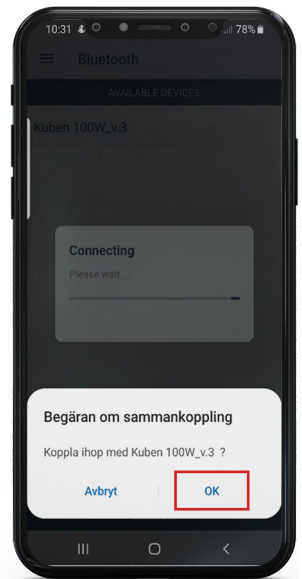 10:31 78%
Bluetooth
AVAILABLE DEVICES
Kuben 100W_v.3
Connecting
Please wait ...
Begäran om sammankoppling
Koppla ihop med Kuben 100W_v.3 ?
Avbryt OK